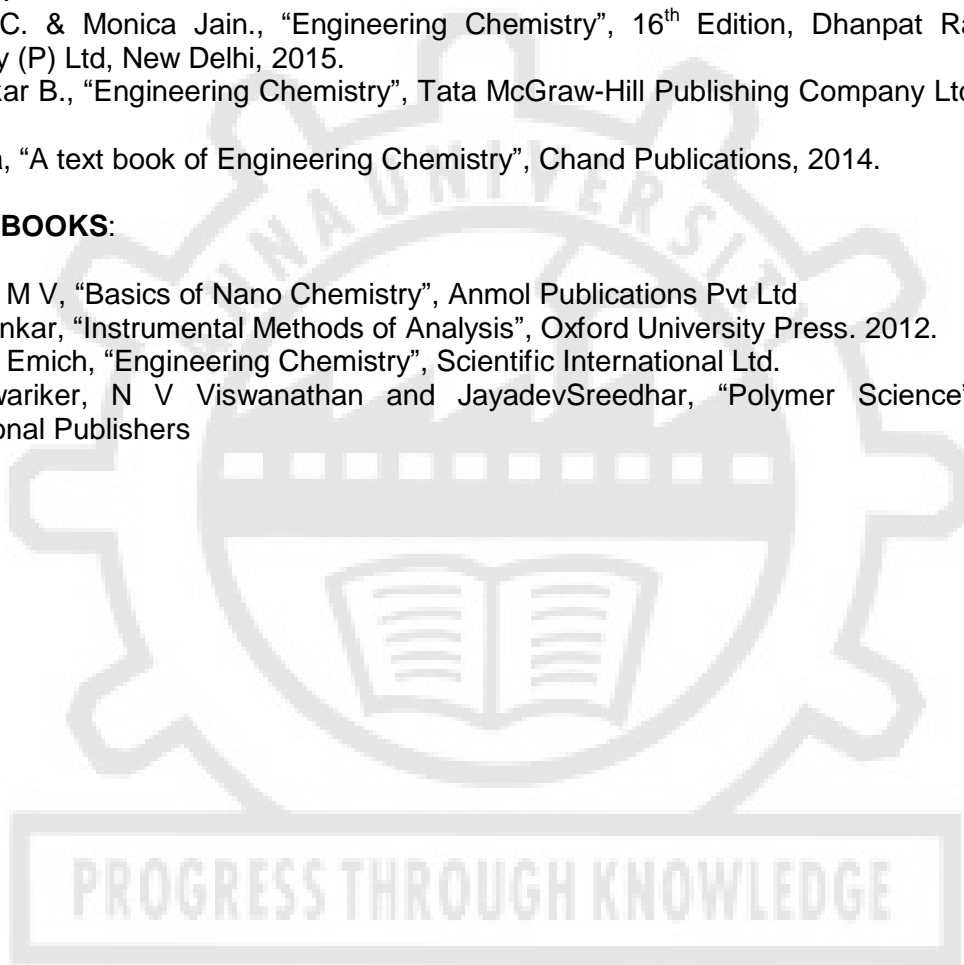 C. & Monica Jain., “Engineering Chemistry”, 16th Edition, Dhanpat Ra
y (P) Ltd, New Delhi, 2015.
kar B., “Engineering Chemistry”, Tata McGraw-Hill Publishing Company Ltd
a, “A text book of Engineering Chemistry”, Chand Publications, 2014.
BOOKS:
M V, “Basics of Nano Chemistry”, Anmol Publications Pvt Ltd
nkar, “Instrumental Methods of Analysis”, Oxford University Press. 2012.
Emich, “Engineering Chemistry”, Scientific International Ltd.
wariker, N V Viswanathan and JayadevSreedhar, “Polymer Science”
onal Publishers
ANNA UNIVERSITY
PROGRESS THROUGH KNOWLEDGE